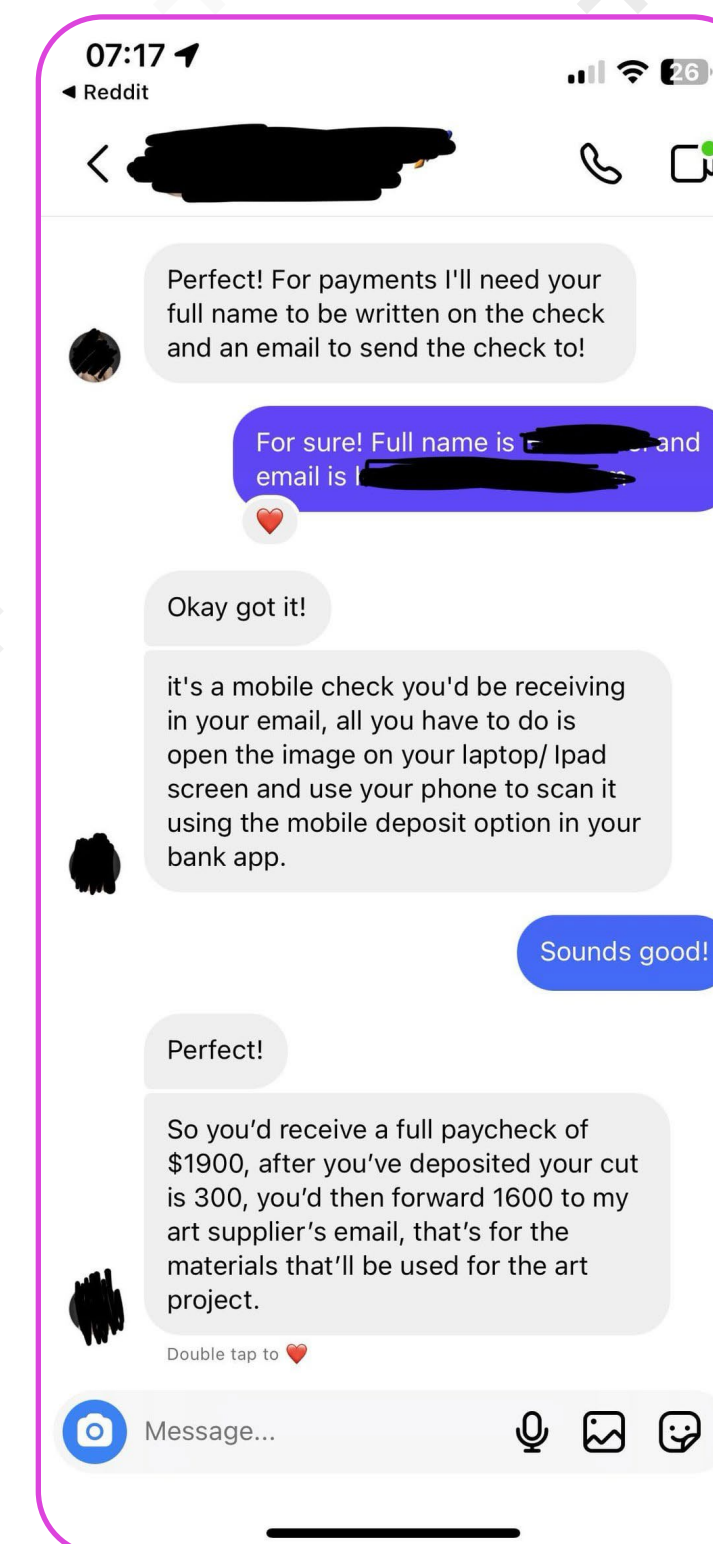 07:17
◀ Reddit
26
Perfect! For payments I'll need your
full name to be written on the check
and an email to send the check to!
For sure! Full name is and
email is
Okay got it!
it's a mobile check you'd be receiving
in your email, all you have to do is
open the image on your laptop/ Ipad
screen and use your phone to scan it
using the mobile deposit option in your
bank app.
Sounds good!
Perfect!
So you’d receive a full paycheck of
$1900, after you’ve deposited your cut
is 300, you’d then forward 1600 to my
art supplier’s email, that’s for the
materials that’ll be used for the art
project.
Double tap to ❤️
Message...